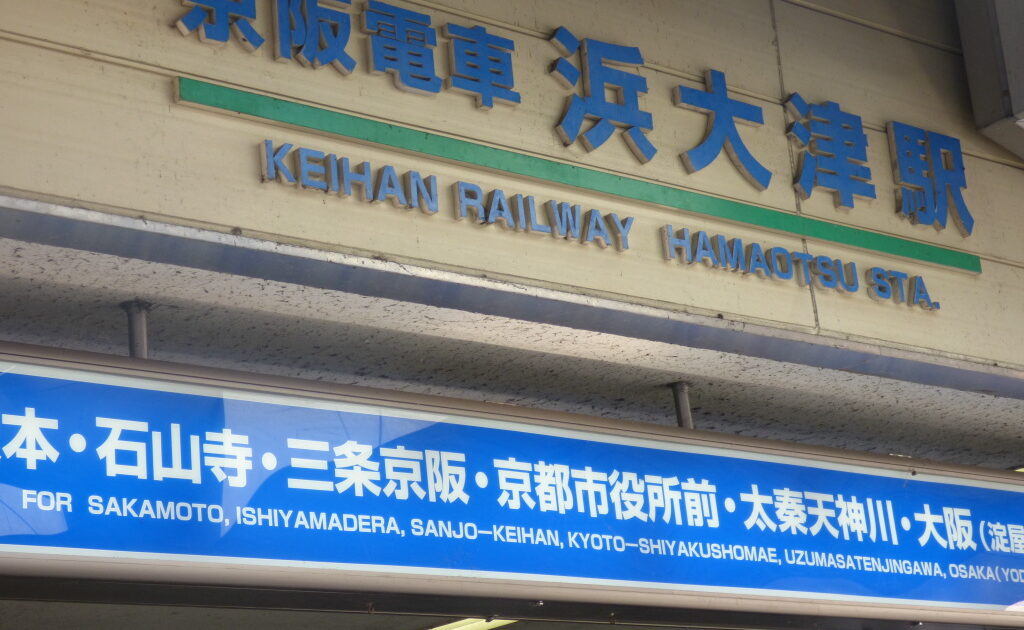 京阪電車 浜大津駅
KEIHAN RAILWAY HAMAOTSU STA.
本・石山寺・三条京阪・京都市役所前・太秦天神川・大阪(淀屋
FOR SAKAMOTO, ISHIYAMADERA, SANJO-KEIHAN, KYOTO-SHIYAKUSHOMAE, UZUMASATENJINGAWA, OSAKA(YOD